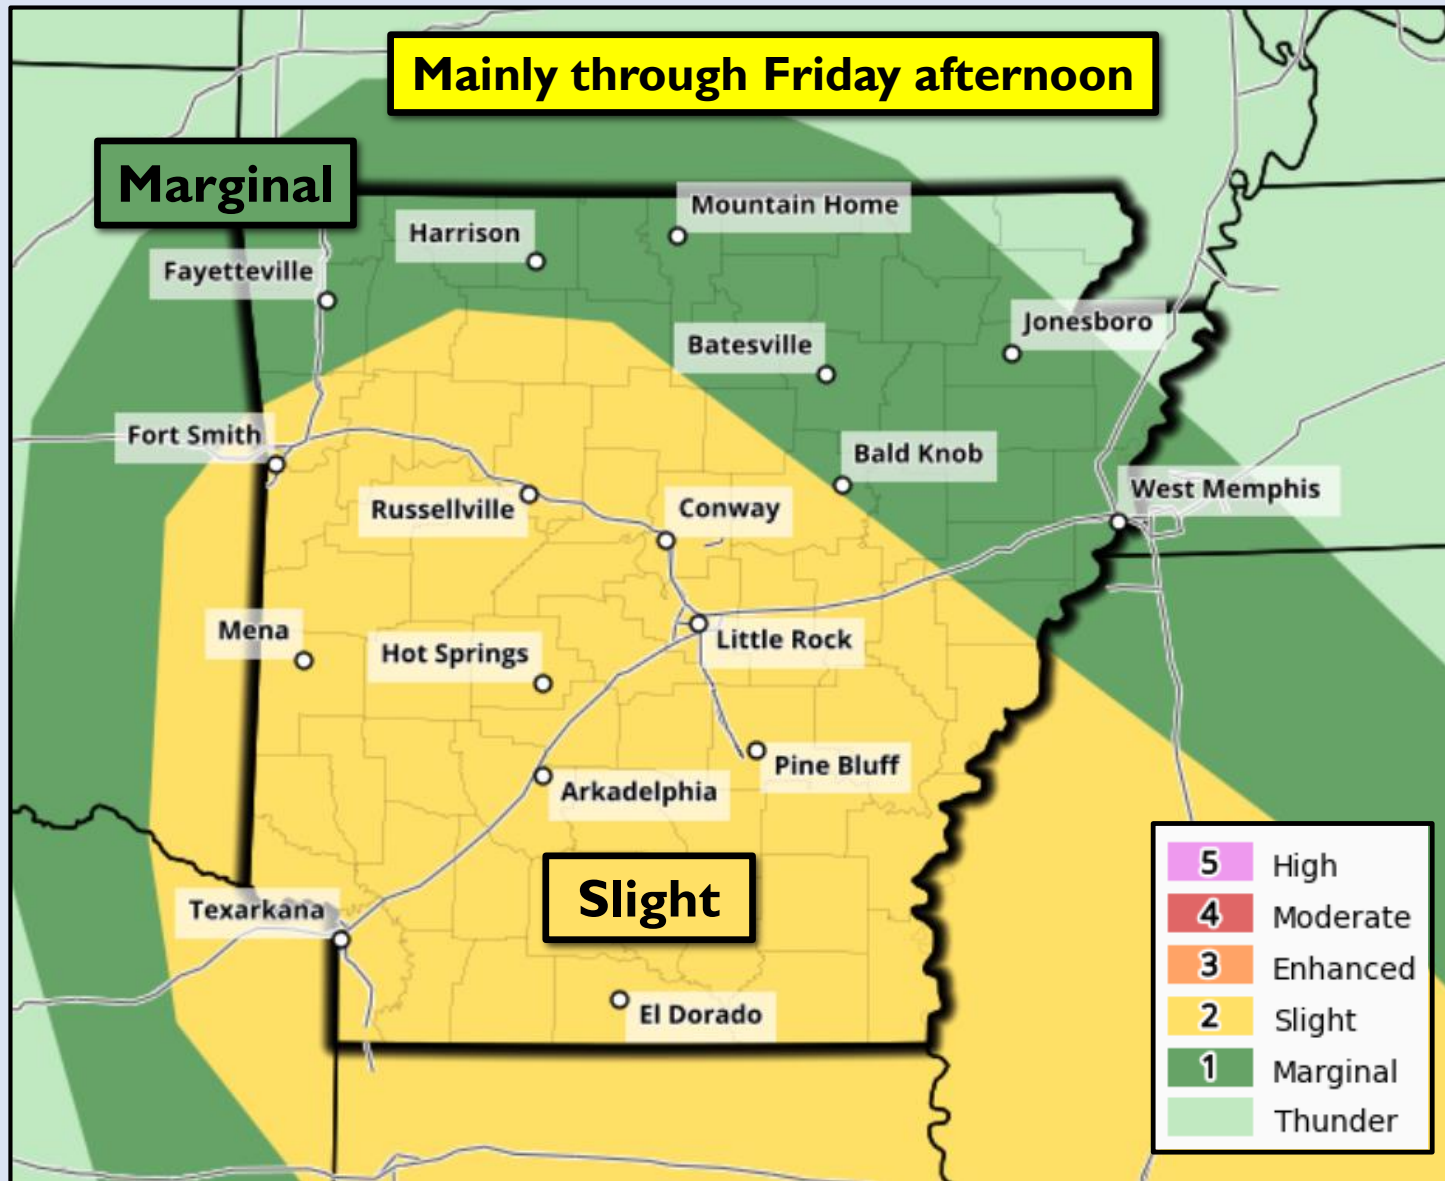 Mainly through Friday afternoon
Marginal
Mountain Home
Harrison
Fayetteville
Jonesboro
Batesville
Fort Smith
Bald Knob
West Memphis
Russellville
Conway
Mena
Hot Springs
Little Rock
Pine Bluff
Arkadelphia
Slight
Texarkana
El Dorado
5 High
4 Moderate
3 Enhanced
2 Slight
1 Marginal
Thunder